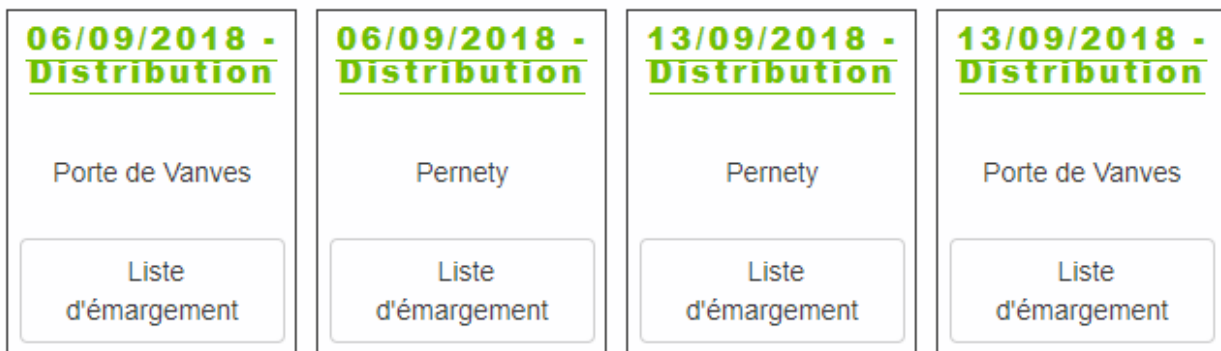 06/09/2018 -
Distribution
Porte de Vanves
Liste
d'émargement
06/09/2018 -
Distribution
Pernety
Liste
d'émargement
13/09/2018 -
Distribution
Pernety
Liste
d'émargement
13/09/2018 -
Distribution
Porte de Vanves
Liste
d'émargement